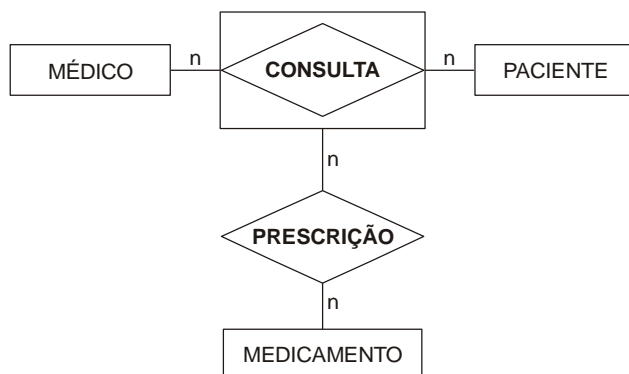 n
n
MÉDICO
CONSULTA
PACIENTE
n
PRESCRIÇÃO
n
MEDICAMENTO